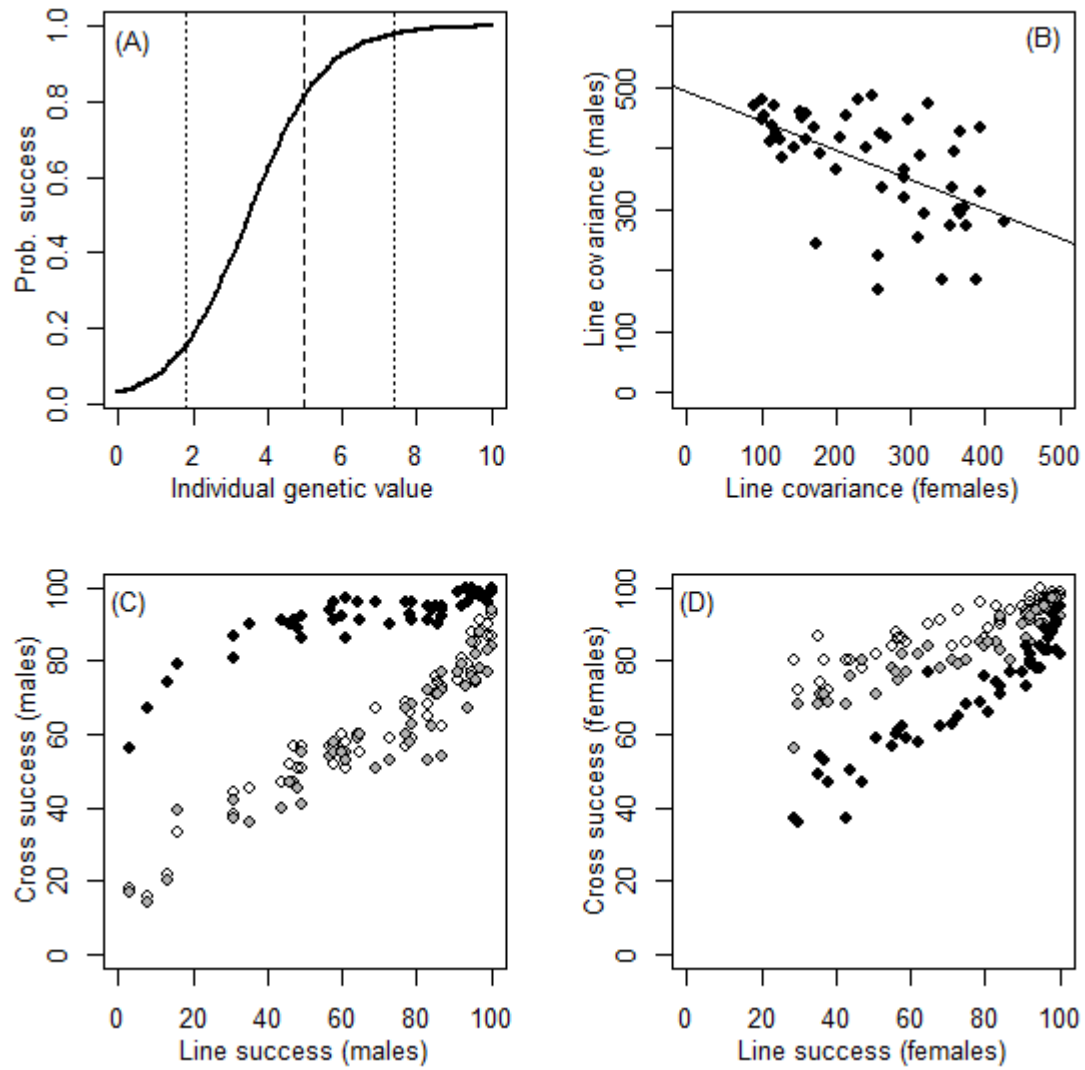 (A)
Prob. success
0.0 0.2 0.4 0.6 0.8 1.0
0 2 4 6 8 10
Individual genetic value
(B)
Line covariance (males)
0 100 300 500
0 100 200 300 400 500
Line covariance (females)
(C)
Cross success (males)
0 20 40 60 80 100
0 20 40 60 80 100
Line success (males)
(D)
Cross success (females)
0 20 40 60 80 100
0 20 40 60 80 100
Line success (females)